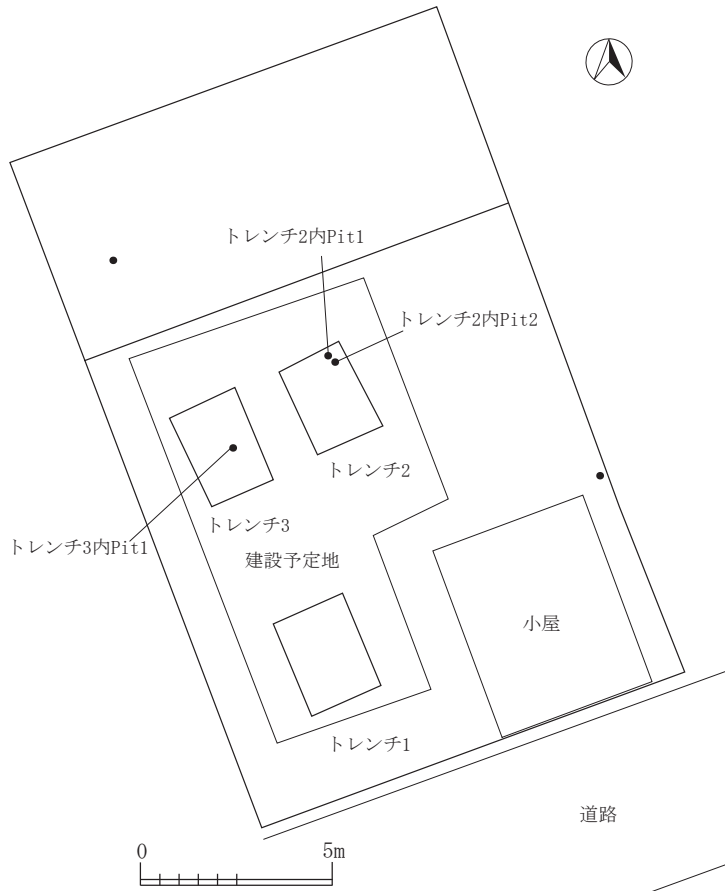 トレンチ2内Pit1
トレンチ2内Pit2
トレンチ2
トレンチ3
トレンチ3内Pit1
建設予定地
小屋
トレンチ1
道路
0 5m